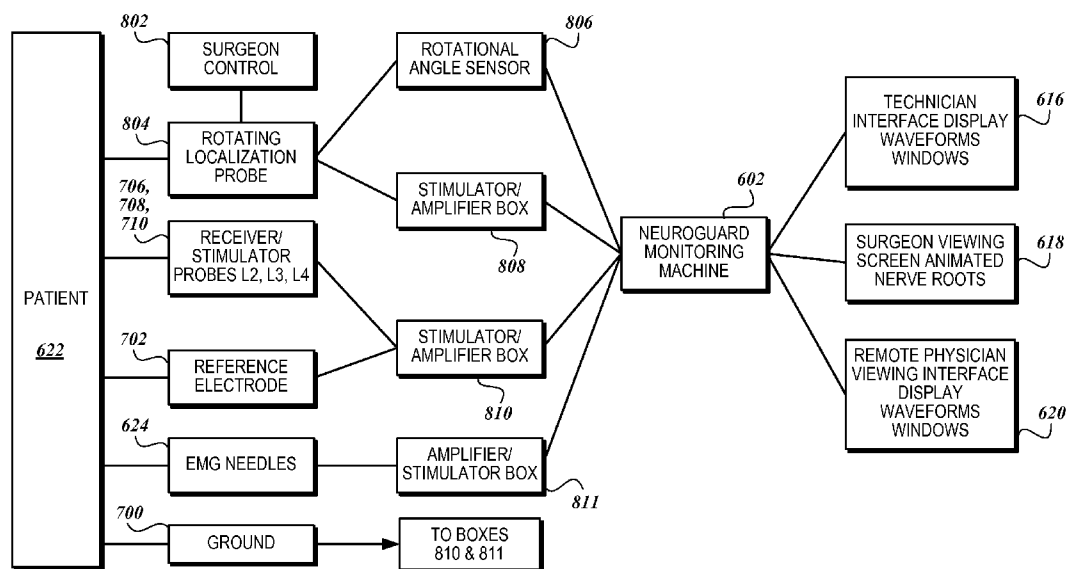 802
SURGEON
CONTROL
806
ROTATIONAL
ANGLE SENSOR
804
ROTATING
LOCALIZATION
PROBE
616
TECHNICIAN
INTERFACE DISPLAY
WAVEFORMS
WINDOWS
706,
708,
710
RECEIVER/
STIMULATOR
PROBES L2, L3, L4
STIMULATOR/
AMPLIFIER BOX
808
602
NEUROGUARD
MONITORING
MACHINE
618
SURGEON VIEWING
SCREEN ANIMATED
NERVE ROOTS
PATIENT
622
702
REFERENCE
ELECTRODE
STIMULATOR/
AMPLIFIER BOX
810
REMOTE PHYSICIAN
VIEWING INTERFACE
DISPLAY
WAVEFORMS
WINDOWS
620
624
EMG NEEDLES
AMPLIFIER/
STIMULATOR BOX
811
700
GROUND
TO BOXES
810 & 811